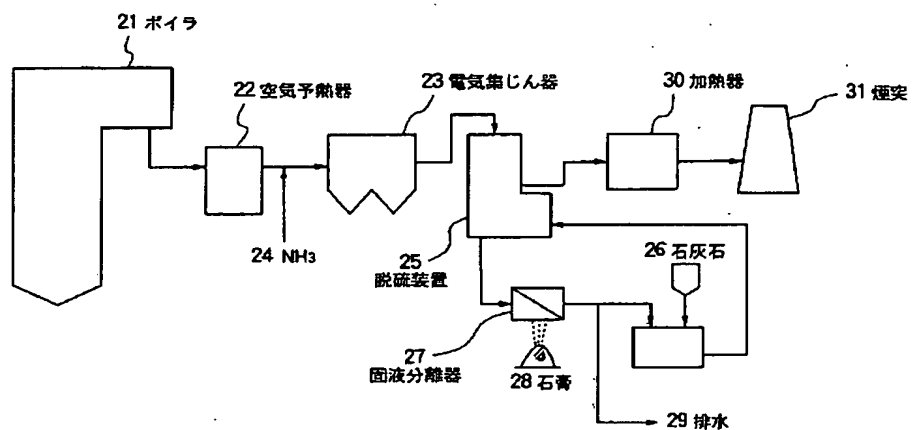 21 ボイラ
22 空気予熱器
23 電気集じん器
30 加熱器
31 煙突
24 NH₃
25
脱硫装置
26 石灰石
27
固液分離器
28 石膏
29 排水